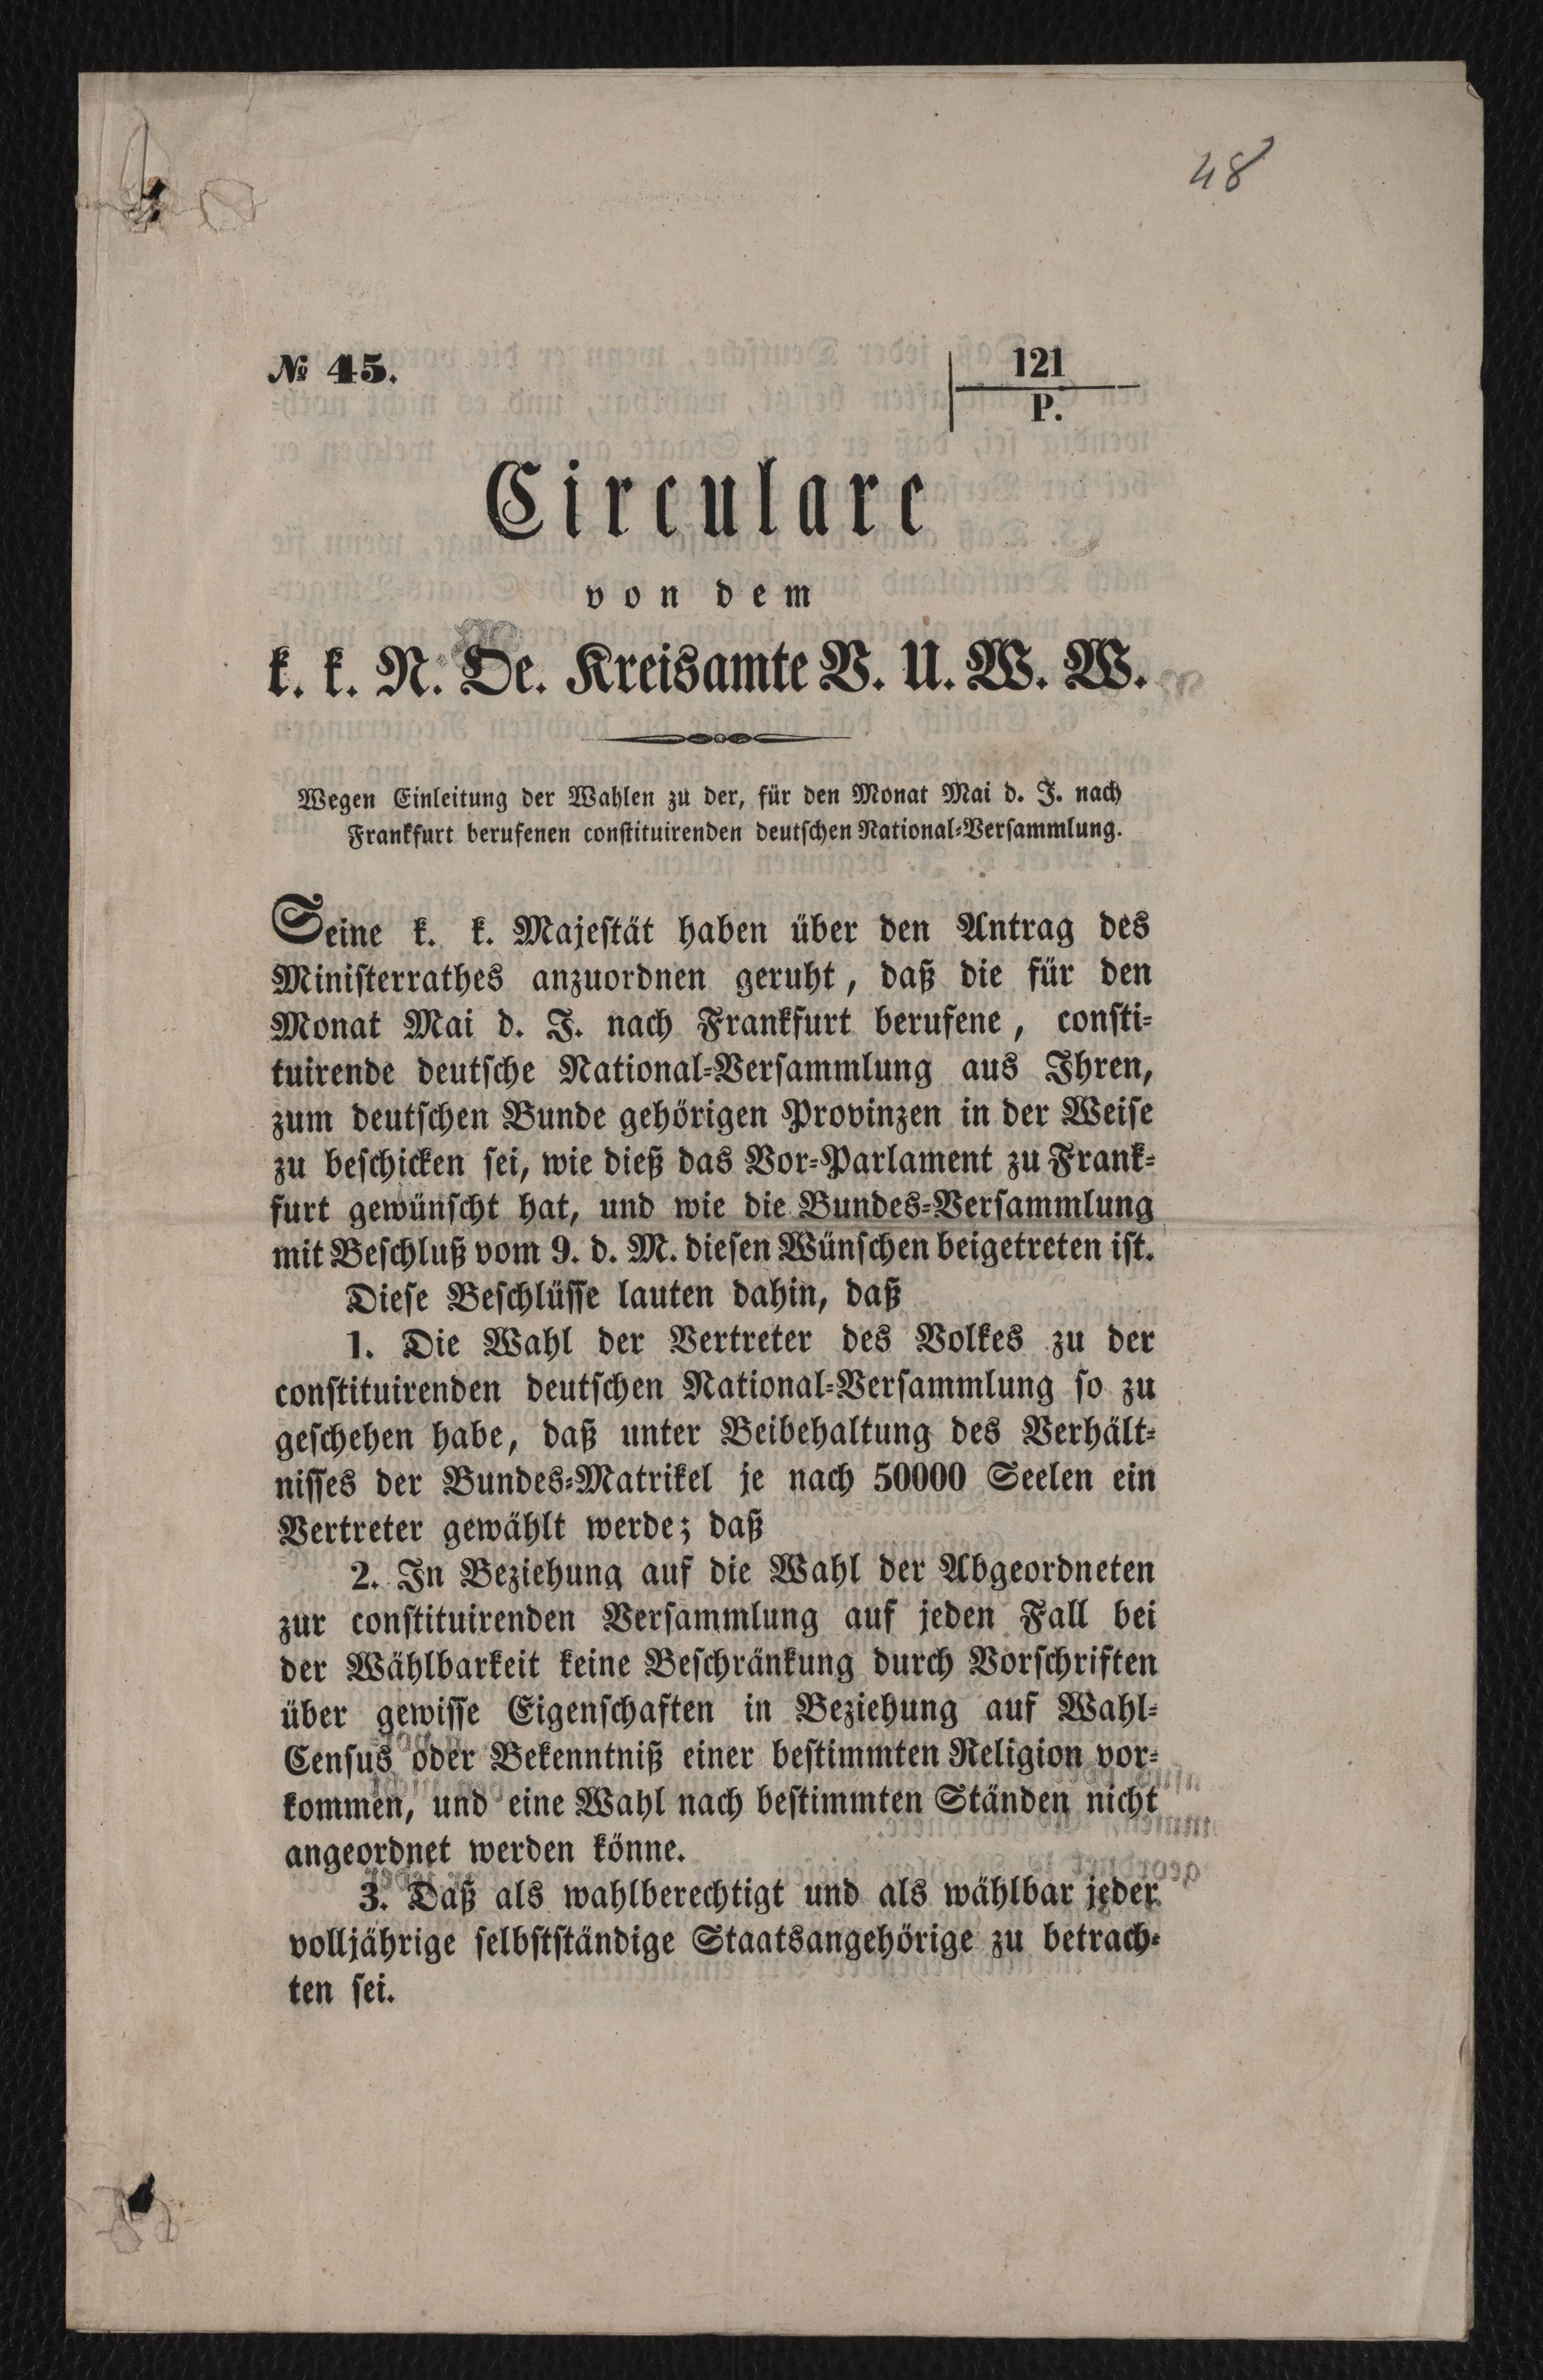 48
№ 45.
121
P.
Circulare
von dem
k. k. N. Oe. Kreisamte V. U. W. W.
Wegen Einleitung der Wahlen zu der, für den Monat Mai d. J. nach
Frankfurt berufenen constituirenden deutschen National-Versammlung.
Seine k. k. Majestät haben über den Antrag des
Ministerrathes anzuordnen geruht, daß die für den
Monat Mai d. J. nach Frankfurt berufene, consti-
tuirende deutsche National-Versammlung aus Ihren,
zum deutschen Bunde gehörigen Provinzen in der Weise
zu beschicken sei, wie dieß das Vor-Parlament zu Frank-
furt gewünscht hat, und wie die Bundes-Versammlung
mit Beschluß vom 9. d. M. diesen Wünschen beigetreten ist.
Diese Beschlüsse lauten dahin, daß
1. Die Wahl der Vertreter des Volkes zu der
constituirenden deutschen National-Versammlung so zu
geschehen habe, daß unter Beibehaltung des Verhält-
nisses der Bundes-Matrikel je nach 50000 Seelen ein
Vertreter gewählt werde; daß
2. In Beziehung auf die Wahl der Abgeordneten
zur constituirenden Versammlung auf jeden Fall bei
der Wählbarkeit keine Beschränkung durch Vorschriften
über gewisse Eigenschaften in Beziehung auf Wahl-
Census oder Bekenntniß einer bestimmten Religion vor-
kommen, und eine Wahl nach bestimmten Ständen nicht
angeordnet werden könne.
3. Daß als wahlberechtigt und als wählbar jeder
volljährige selbstständige Staatsangehörige zu betrach-
ten sei.